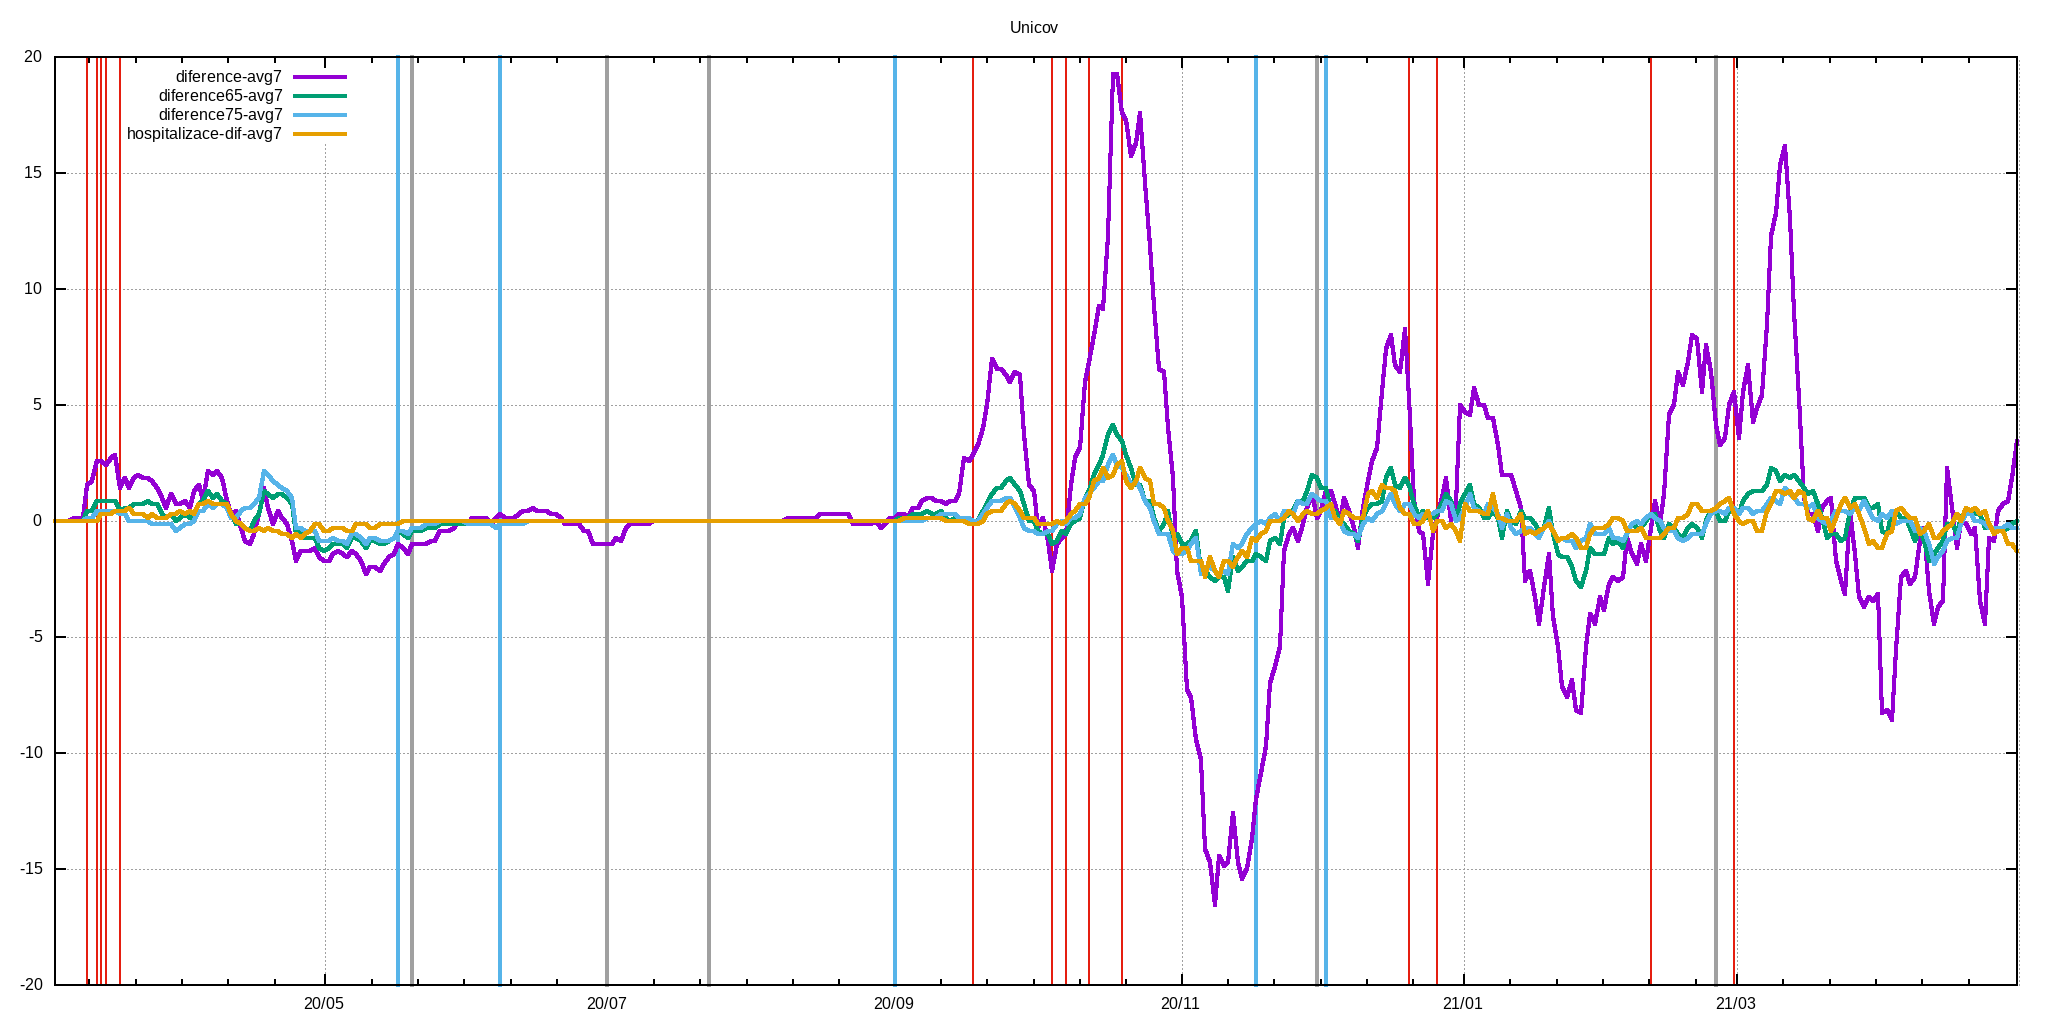 Unicov
20
diference-avg7
diference65-avg7
diference75-avg7
hospitalizace-dif-avg7
15
10
5
0
-5
-10
-15
-20
20/05 20/07 20/09 20/11 21/01 21/03